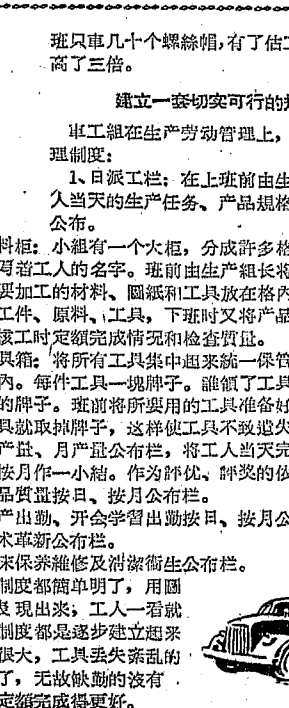 班只車几十个螺絲帽，有了估工
高了三倍。
建立一套切实可行的
車工組在生产劳动管理上，
理制度：
1、日派工栏：在上班前由生
人当天的生产任务、产品規格
公布。
料柜：小組有一个大柜，分成許多格
写着工人的名字。班前由生产組长将
要加工的材料、圖紙和工具放在格內
工件、原料、工具，下班时又将产品
核工时定額完成情况和检查質量。
具箱：将所有工具集中起来統一保管
內。每件工具一块牌子。誰領了工具
的牌子。班前将所要用的工具准备好
具就取掉牌子，这样使工具不致遗失
产量、月产量公布栏，将工人当天完
按月作一小結。作为評优、評奖的依
品質量按日、按月公布栏。
产出勤、开会学習出勤按日、按月公
术革新公布栏。
床保养維修及清潔衛生公布栏。
制度都簡单明了，用圖
表現出来；工人一看就
制度都是逐步建立起来
很大，工具丢失紊乱的
了，无故缺勤的沒有
定額完成得更好。